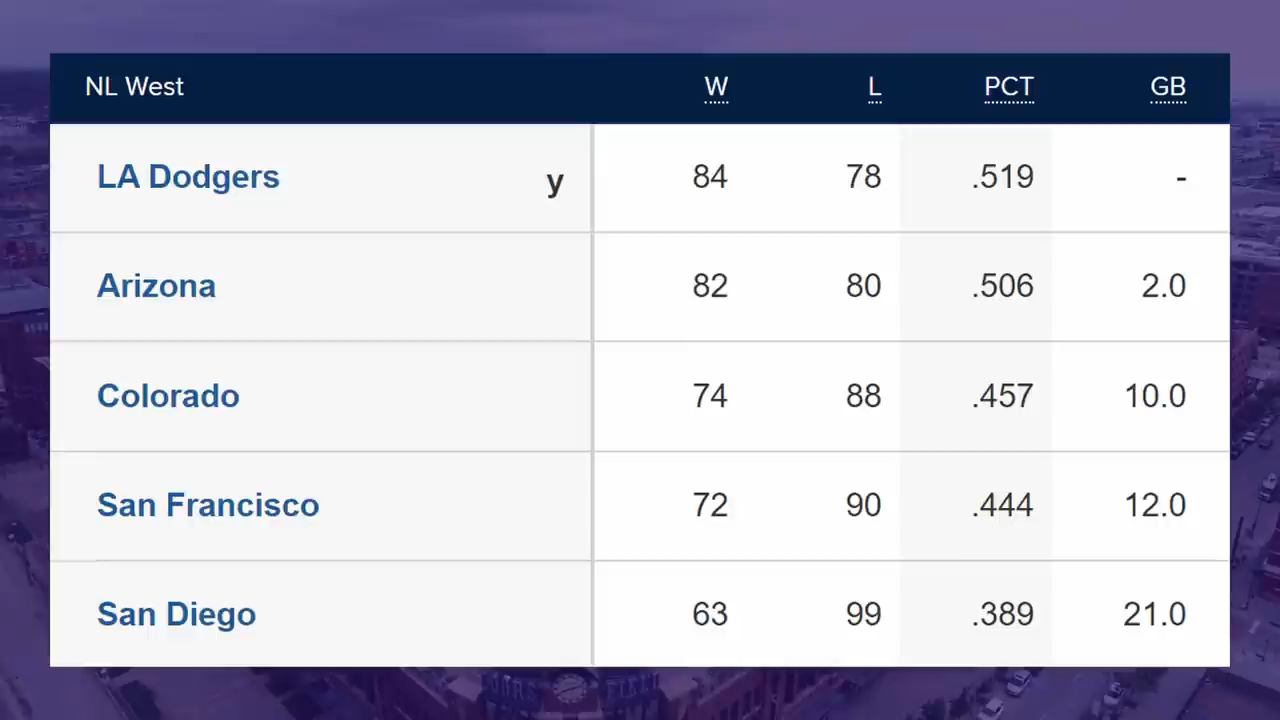 NL West W L PCT GB
LA Dodgers y 84 78 .519 -
Arizona 82 80 .506 2.0
Colorado 74 88 .457 10.0
San Francisco 72 90 .444 12.0
San Diego 63 99 .389 21.0
FIELD